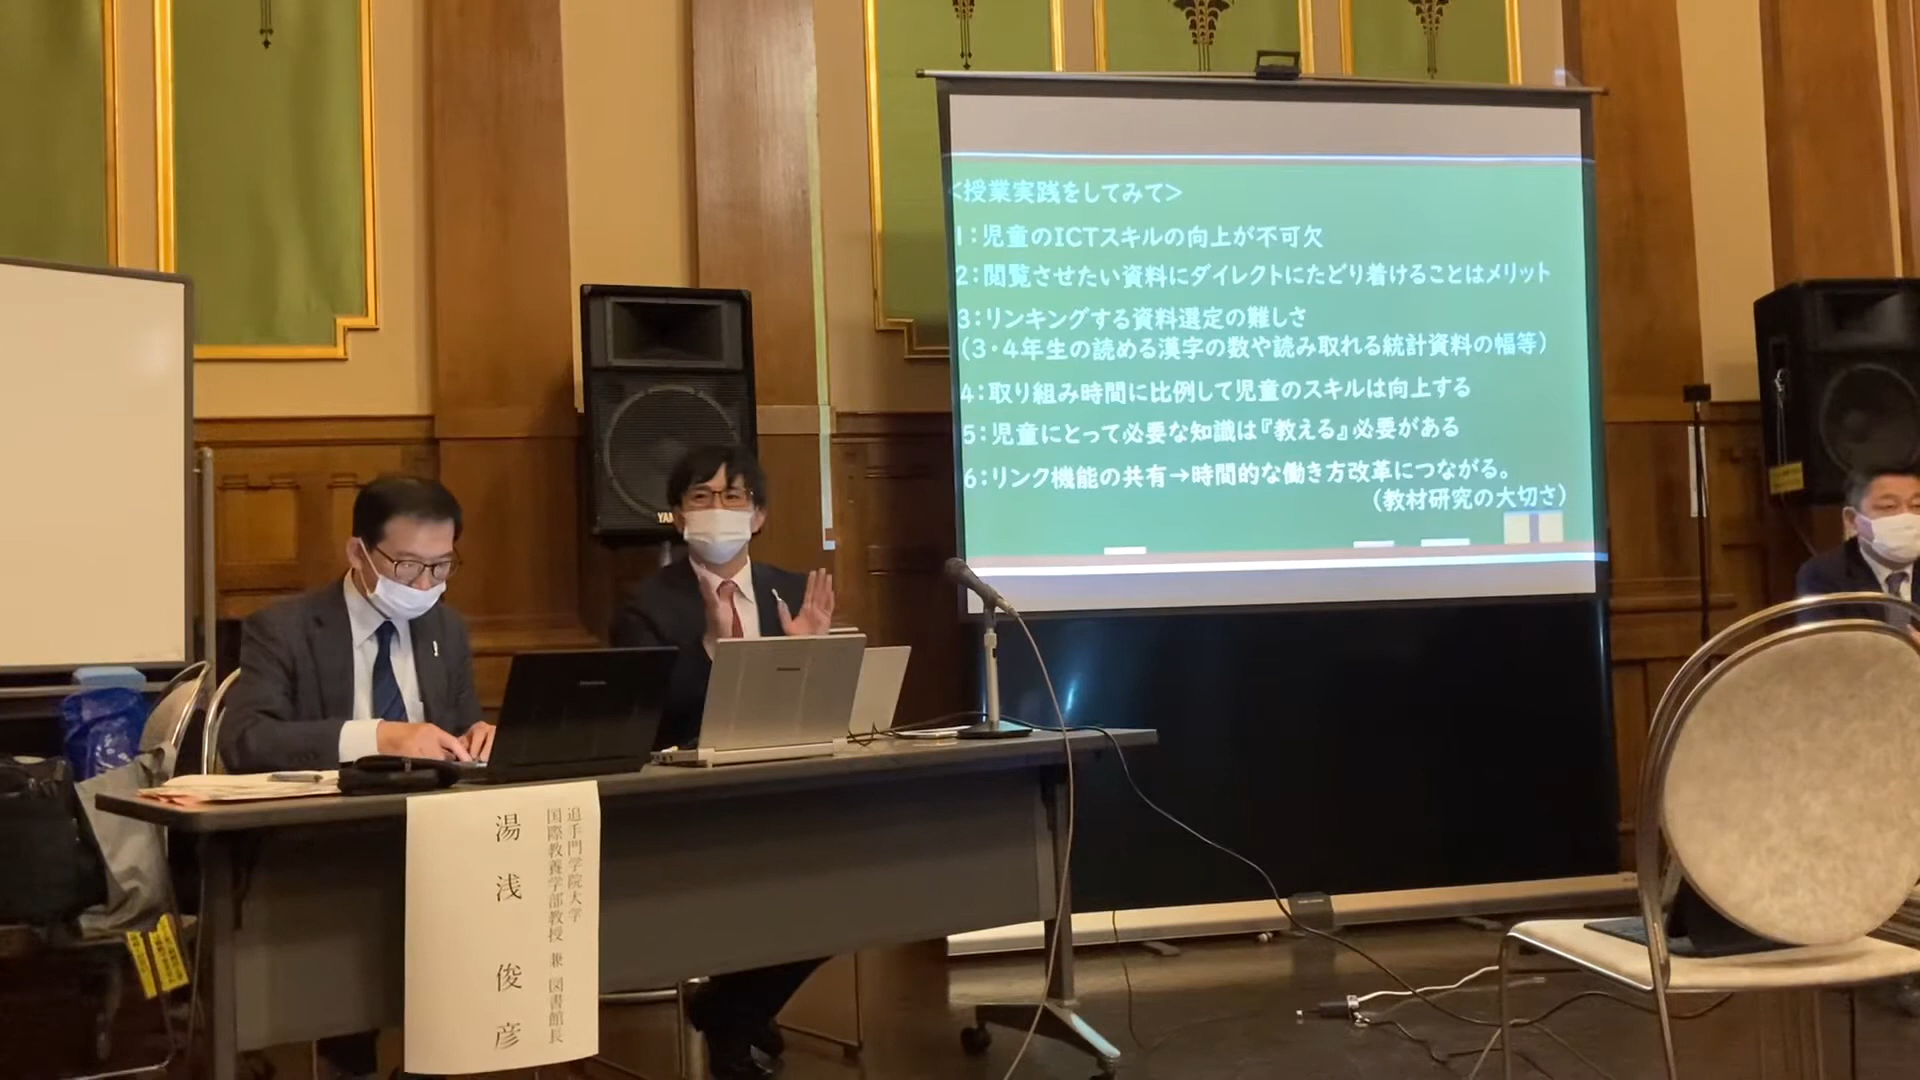 <授業実践をしてみて>
1：児童のICTスキルの向上が不可欠
2：閲覧させたい資料にダイレクトにたどり着けることはメリット
3：リンキングする資料選定の難しさ
（3・4年生の読める漢字の数や読み取れる統計資料の幅等）
4：取り組み時間に比例して児童のスキルは向上する
5：児童にとって必要な知識は『教える』必要がある
6：リンク機能の共有→時間的な働き方改革につながる。
（教材研究の大切さ）
追手門学院大学
国際教養学部教授 兼 図書館長
湯浅 俊彦